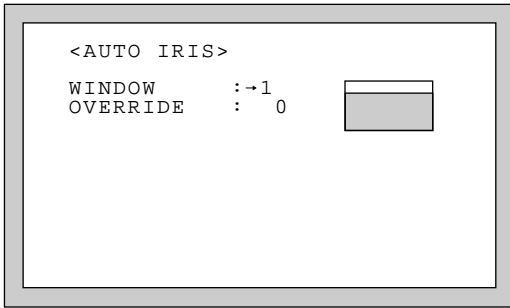 <AUTO IRIS>
WINDOW :→1
OVERRIDE : 0